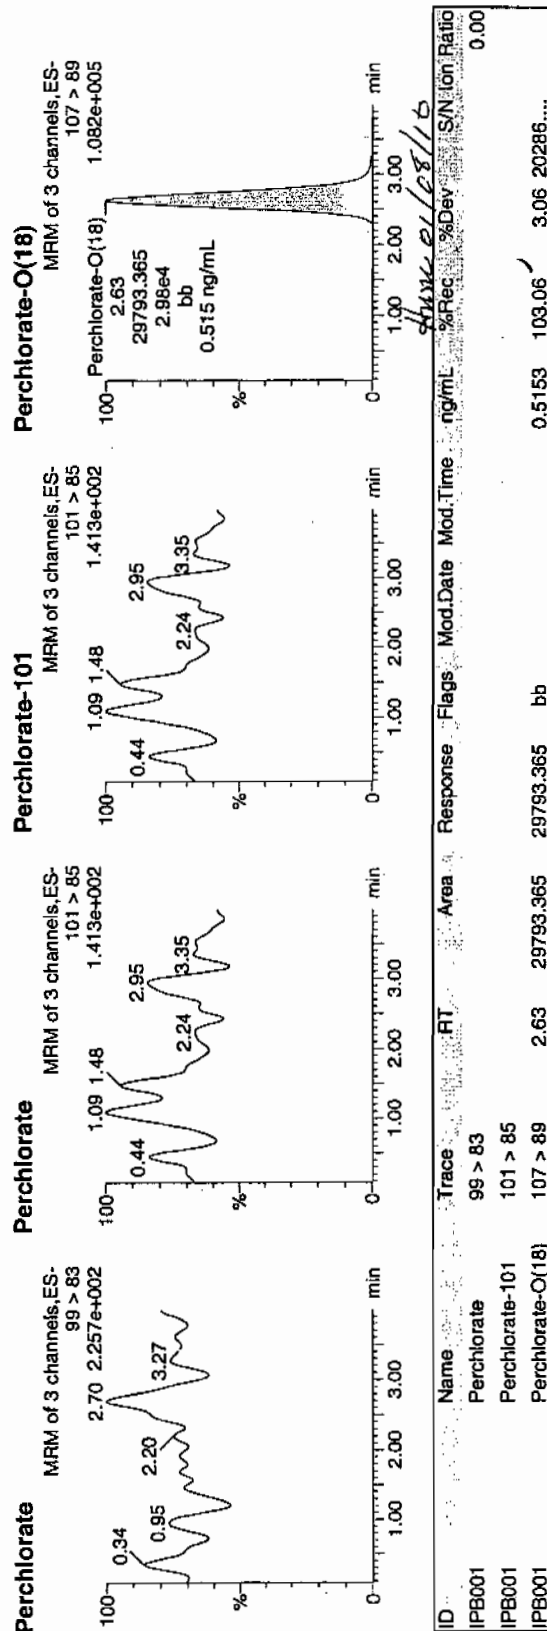 Perchlorate
MRM of 3 channels,ES-
99 > 83
2.257e+002
100
%
0
0.34
0.95
2.20
2.70
3.27
1.00
2.00
3.00
min
Perchlorate
MRM of 3 channels,ES-
101 > 85
1.413e+002
100
%
0
0.44
1.09
1.48
2.24
2.95
3.35
1.00
2.00
3.00
min
Perchlorate-101
MRM of 3 channels,ES-
101 > 85
1.413e+002
100
%
0
0.44
1.09
1.48
2.24
2.95
3.35
1.00
2.00
3.00
min
Perchlorate-O(18)
MRM of 3 channels,ES-
107 > 89
1.082e+005
100
%
0
Perchlorate-O(18)
2.63
29793.365
2.98e4
bb
0.515 ng/mL
1.00
2.00
3.00
min
01/08/10
ID Name Trace RT Area Response Flags Mod.Date Mod.Time ng/mL %Rec %Dev S/N Ion Ratio
IPB001 Perchlorate 99 > 83 0.00
IPB001 Perchlorate-101 101 > 85
IPB001 Perchlorate-O(18) 107 > 89 2.63 29793.365 29793.365 bb 0.5153 103.06 3.06 20286....